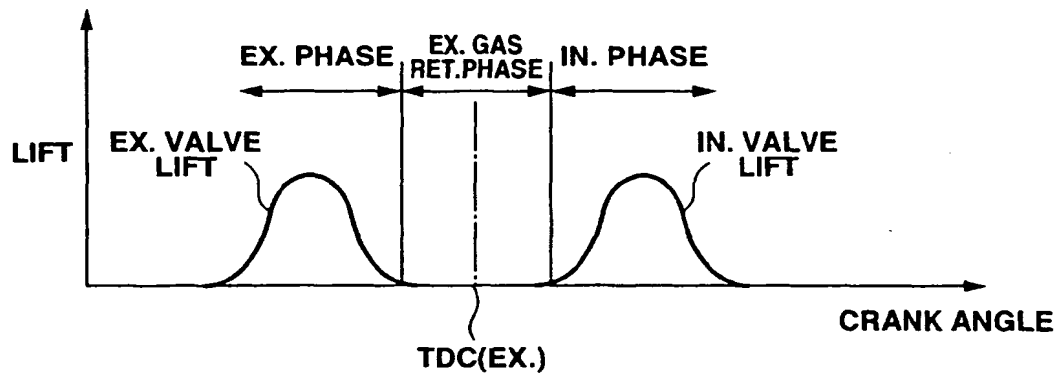 EX. PHASE
EX. GAS
RET.PHASE
IN. PHASE
LIFT
EX. VALVE
LIFT
IN. VALVE
LIFT
CRANK ANGLE
TDC(EX.)